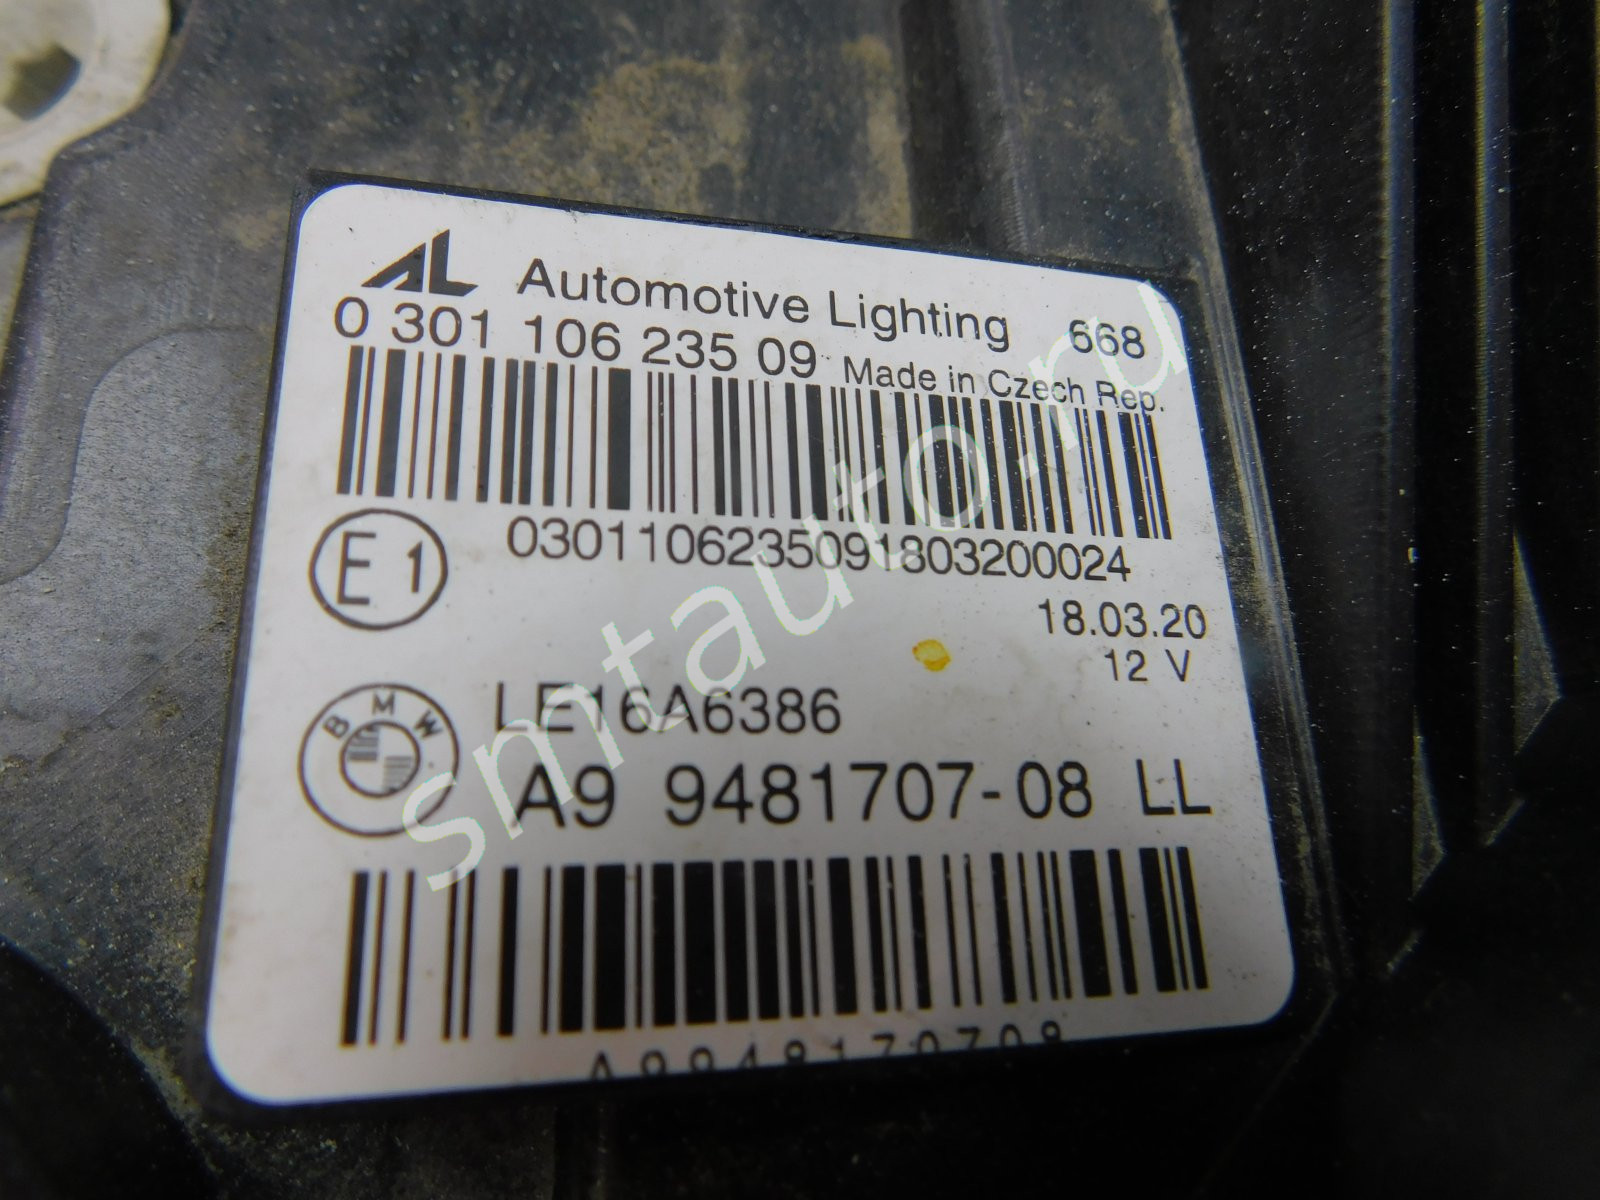 AL Automotive Lighting 668
0 301 106 235 09 Made in Czech Rep.
0301106235091803200024
E1
18.03.20
12 V
BMW
LE16A6386
A9 9481707-08 LL
smtauto.ru